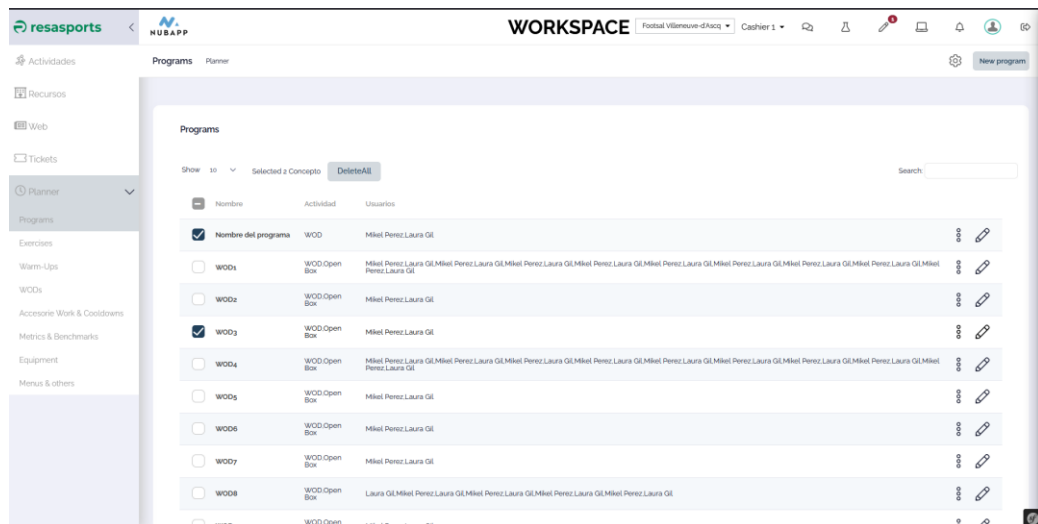 resasports
NUBAPP
WORKSPACE Footsal Villeneuve-d'Ascq Cashier 1
Actividades
Programs Planner New program
Recursos
Web
Programs
Tickets
Show 10 Selected 2 Concepto DeleteAll Search
Planner
Nombre Actividad Usuarios
Programs
Nombre del programa WOD Mikel Perez,Laura Gil
Exercises
Warm-Ups
WOD1 WOD,Open Box Mikel Perez,Laura Gil,Mikel Perez,Laura Gil,Mikel Perez,Laura Gil,Mikel Perez,Laura Gil,Mikel Perez,Laura Gil,Mikel Perez,Laura Gil,Mikel Perez,Laura Gil,Mikel Perez,Laura Gil,Mikel
Perez,Laura Gil
WODs
WOD2 WOD,Open Box Mikel Perez,Laura Gil
Accesorie Work & Cooldowns
Metrics & Benchmarks
WOD3 WOD,Open Box Mikel Perez,Laura Gil
Equipment
WOD4 WOD,Open Box Mikel Perez,Laura Gil,Mikel Perez,Laura Gil,Mikel Perez,Laura Gil,Mikel Perez,Laura Gil,Mikel Perez,Laura Gil,Mikel Perez,Laura Gil,Mikel Perez,Laura Gil,Mikel Perez,Laura Gil,Mikel
Perez,Laura Gil
Menus & others
WOD5 WOD,Open Box Mikel Perez,Laura Gil
WOD6 WOD,Open Box Mikel Perez,Laura Gil
WOD7 WOD,Open Box Mikel Perez,Laura Gil
WOD8 WOD,Open Box Laura Gil,Mikel Perez,Laura Gil,Mikel Perez,Laura Gil,Mikel Perez,Laura Gil,Mikel Perez,Laura Gil
WOD,Open